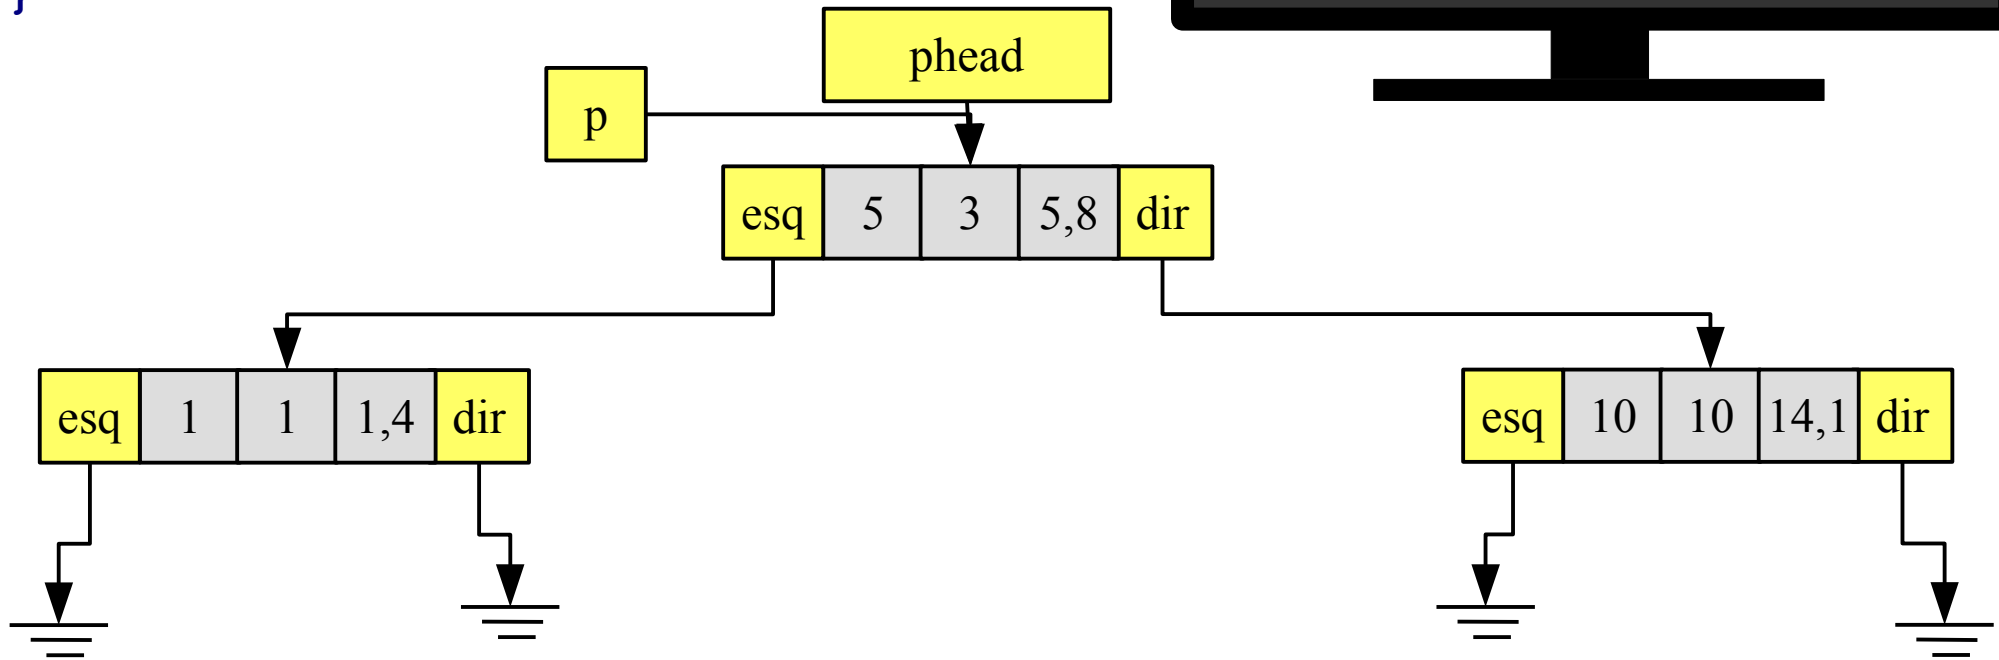 }
phead
p
esq 5 3 5,8 dir
esq 1 1 1,4 dir
esq 10 10 14,1 dir